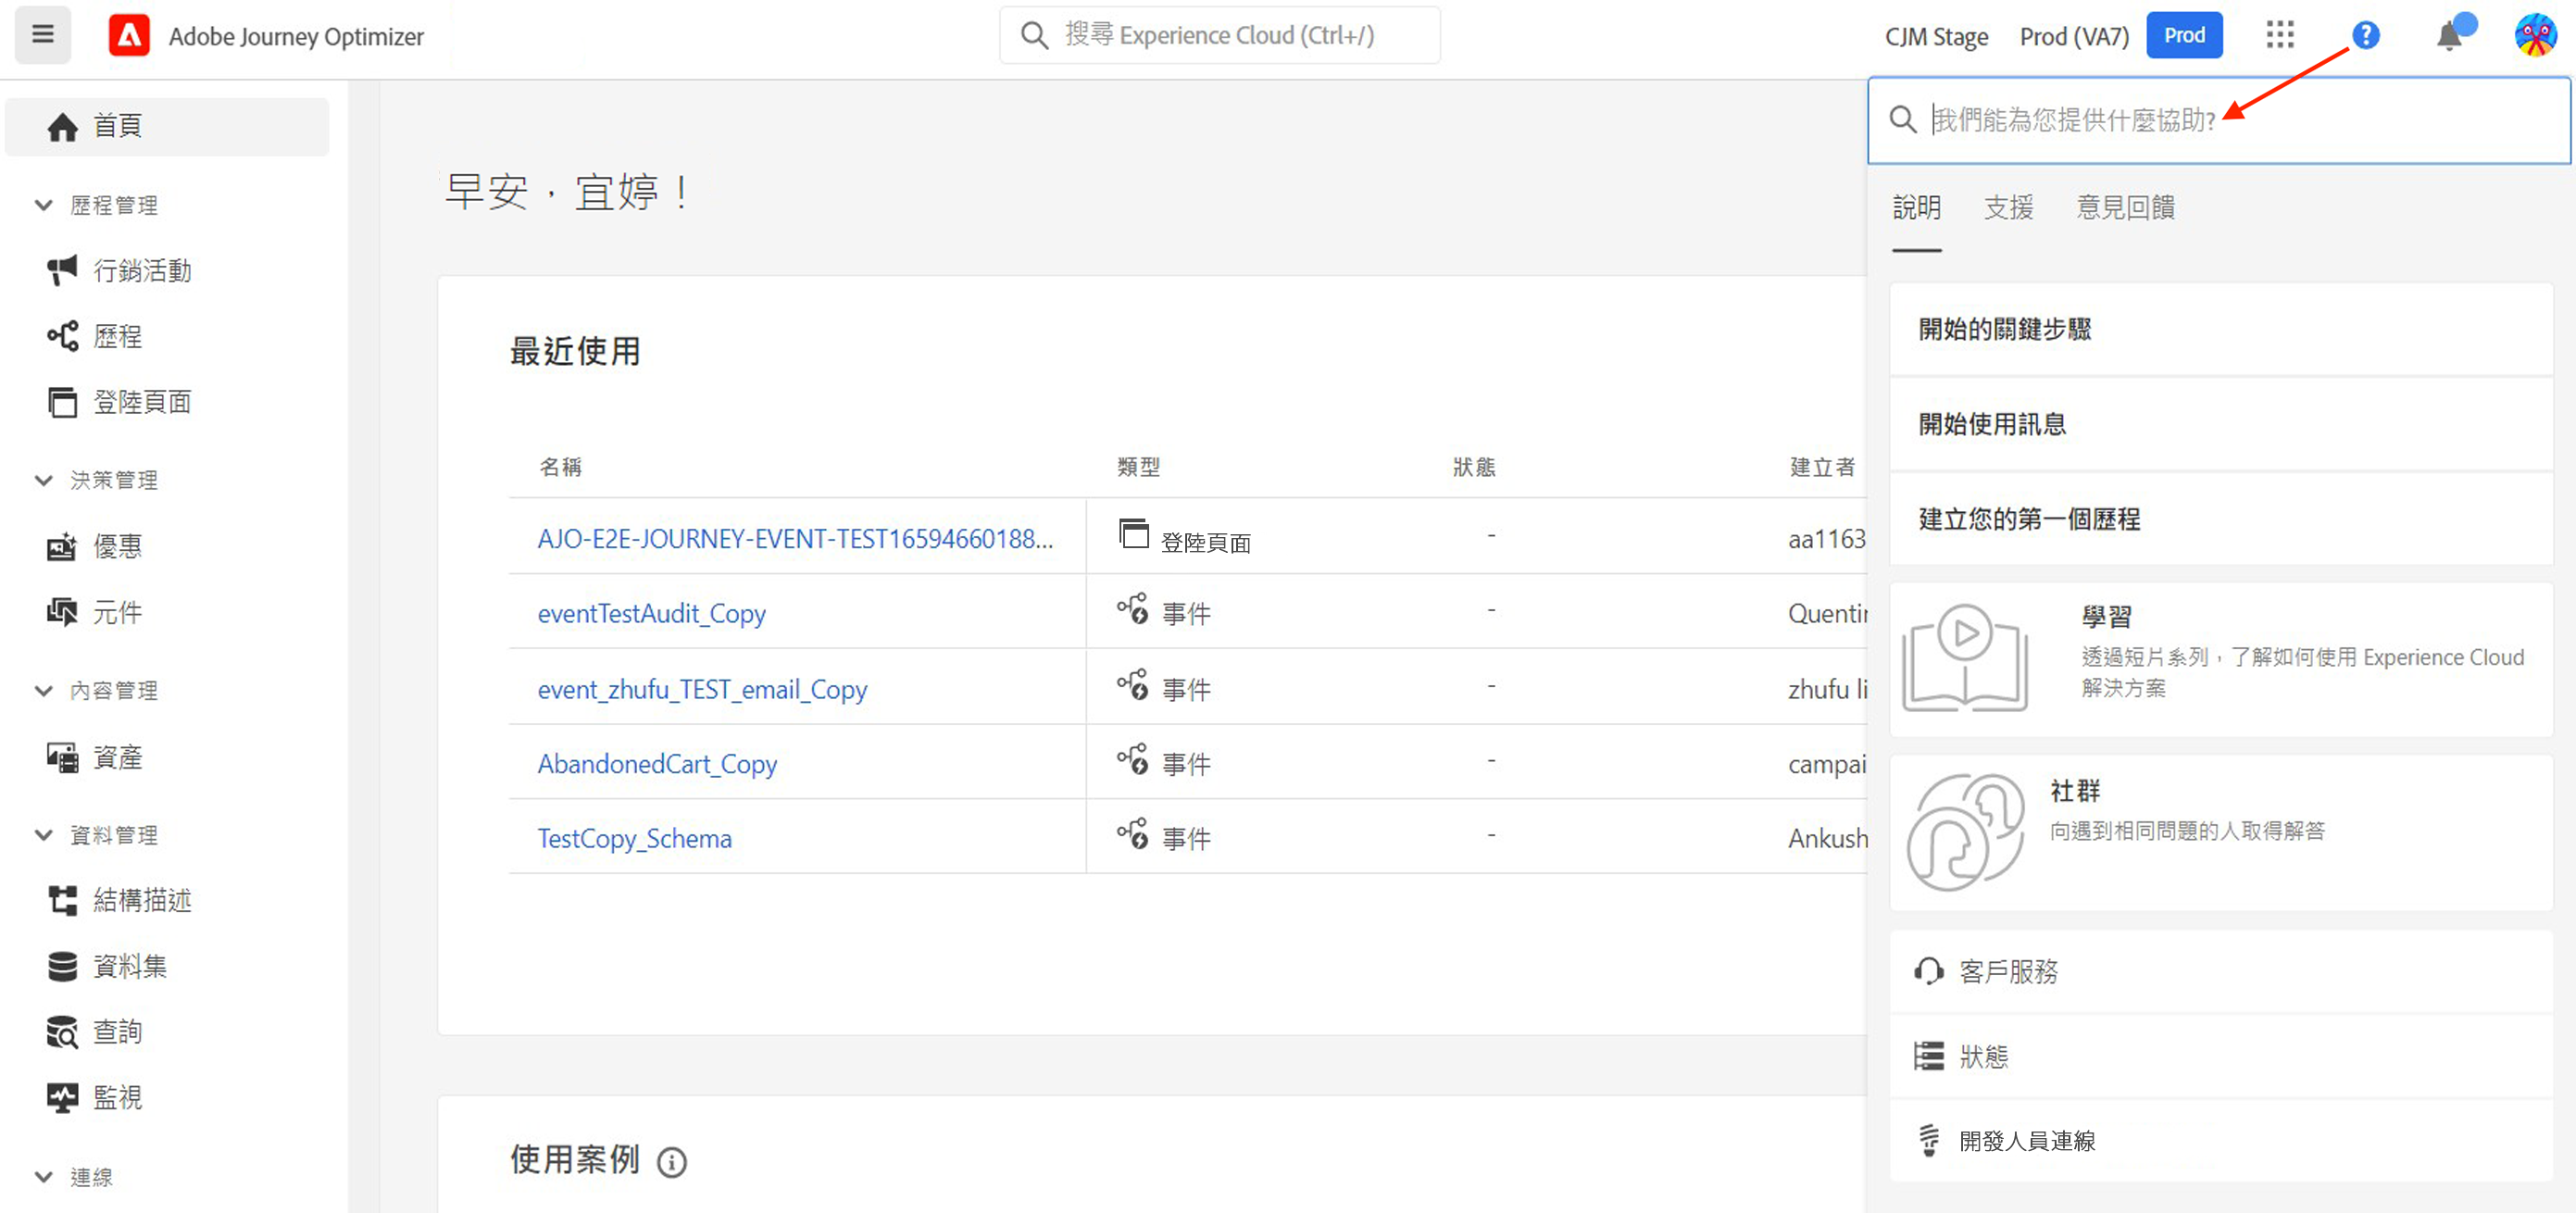 Adobe Journey Optimizer
搜尋 Experience Cloud (Ctrl+/)
CJM Stage
Prod (VA7)
Prod
首頁
歷程管理
行銷活動
歷程
登陸頁面
決策管理
優惠
元件
內容管理
資產
資料管理
結構描述
資料集
查詢
監視
連線
早安，宜婷！
最近使用
名稱 類型 狀態 建立者
AJO-E2E-JOURNEY-EVENT-TEST16594660188... 登陸頁面 - aa1163
eventTestAudit_Copy 事件 - Quentin
event_zhufu_TEST_email_Copy 事件 - zhufu li
AbandonedCart_Copy 事件 - campai
TestCopy_Schema 事件 - Ankush
使用案例
我們能為您提供什麼協助?
說明 支援 意見回饋
開始的關鍵步驟
開始使用訊息
建立您的第一個歷程
學習
透過短片系列，了解如何使用 Experience Cloud
解決方案
社群
向遇到相同問題的人取得解答
客戶服務
狀態
開發人員連線